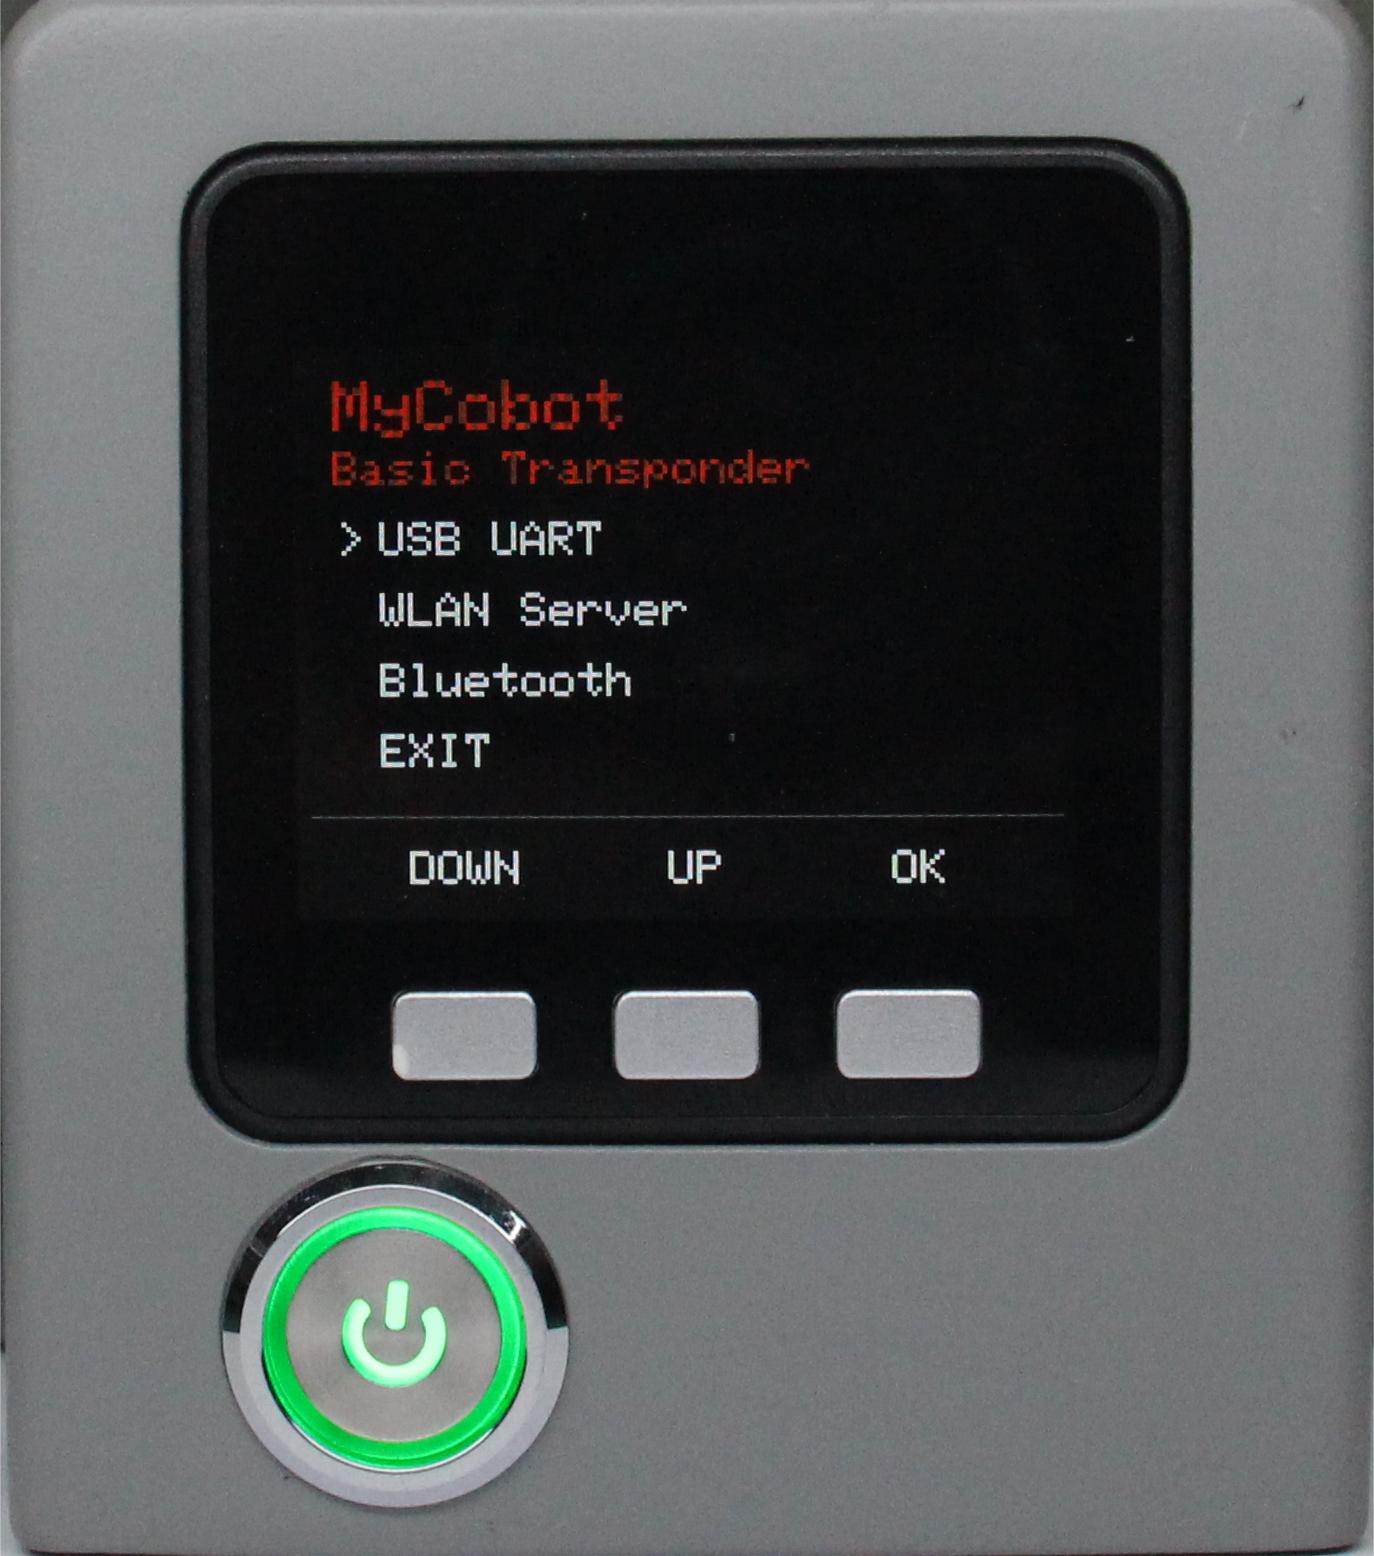 MyCobot
Basic Transponder
> USB UART
WLAN Server
Bluetooth
EXIT
DOWN UP OK